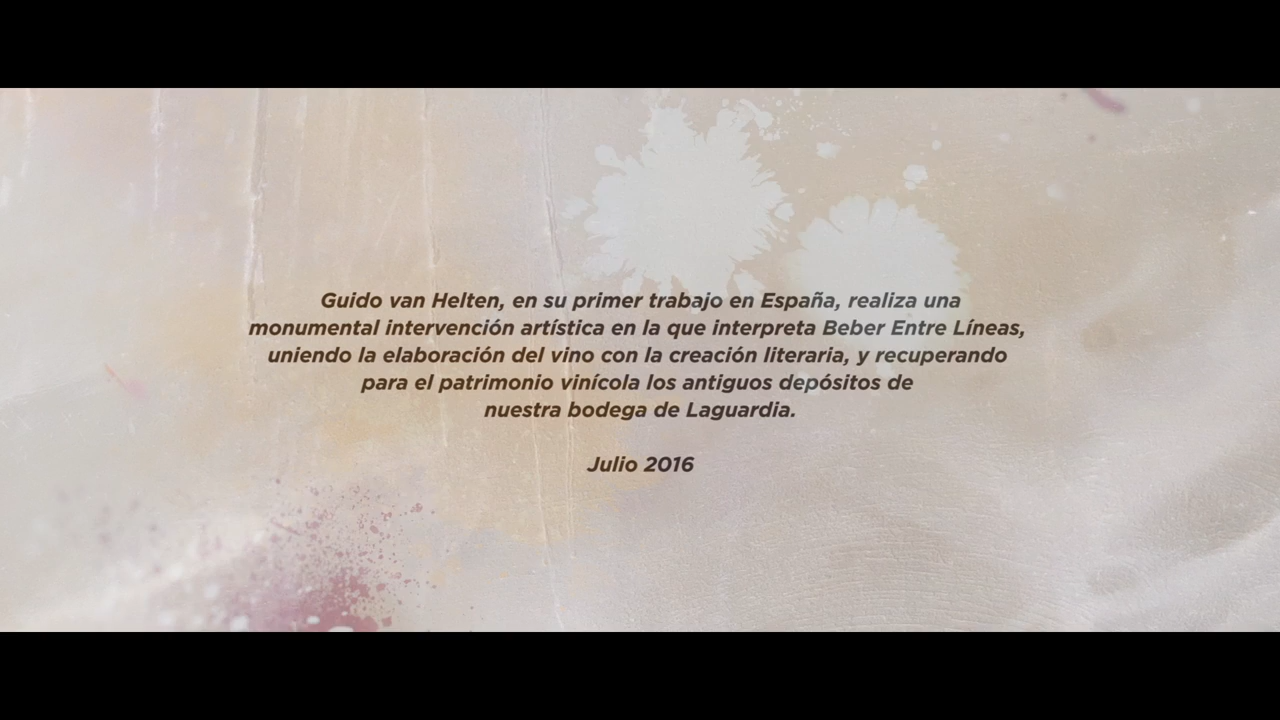 Guido van Helten, en su primer trabajo en España, realiza una
monumental intervención artística en la que interpreta Beber Entre Líneas,
uniendo la elaboración del vino con la creación literaria, y recuperando
para el patrimonio vinícola los antiguos depósitos de
nuestra bodega de Laguardia.
Julio 2016